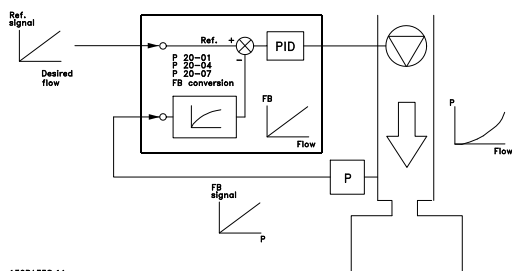 Ref.
signal
Desired
flow
Ref.
+
−
PID
P 20-01
P 20-04
P 20-07
FB conversion
FB
Flow
P
Flow
P
FB
signal
P